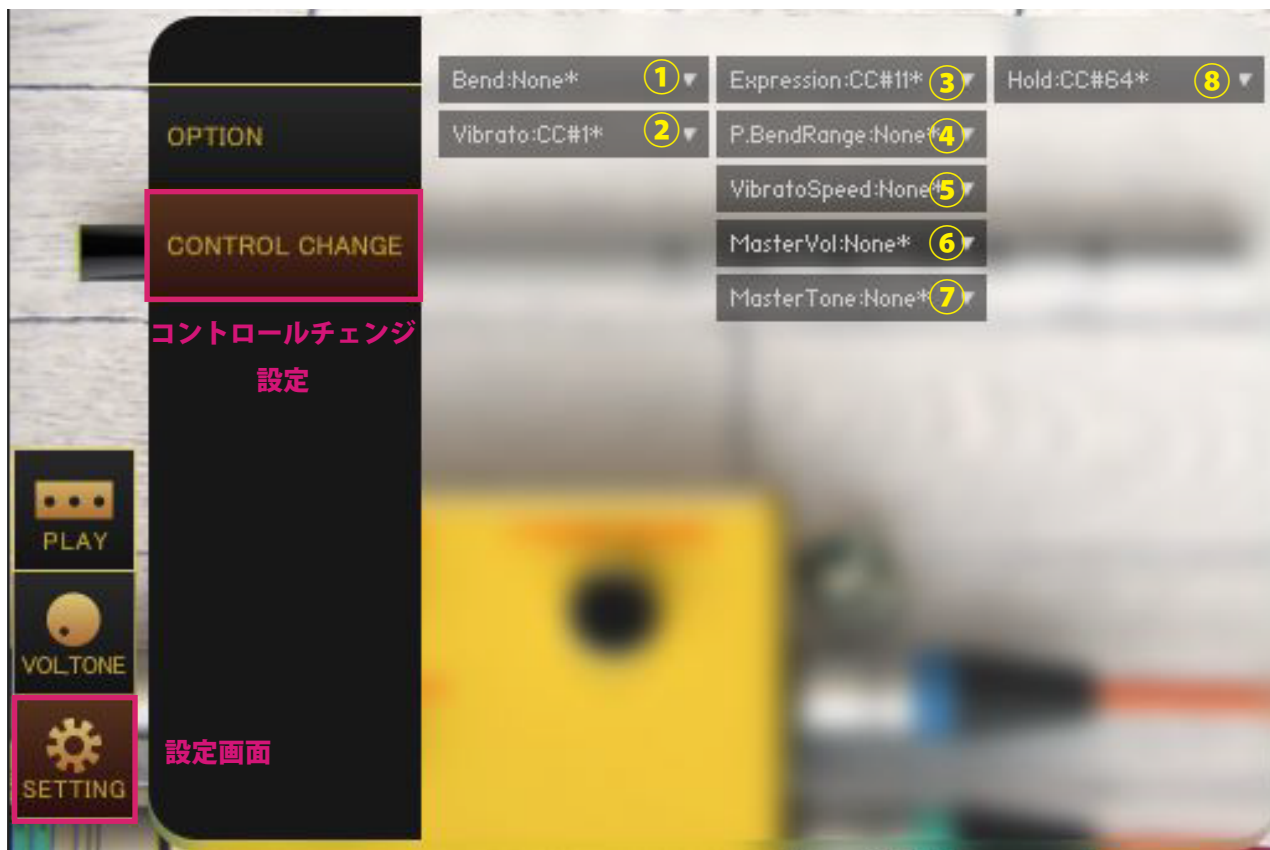 Bend:None* ① ▼
Expression:CC#11* ③ ▼
Hold:CC#64* ⑧ ▼
OPTION
Vibrato:CC#1* ② ▼
P.BendRange:None* ④ ▼
VibratoSpeed:None* ⑤ ▼
CONTROL CHANGE
MasterVol:None* ⑥ ▼
MasterTone:None* ⑦ ▼
コントロールチェンジ
設定
PLAY
VOL.TONE
設定画面
SETTING